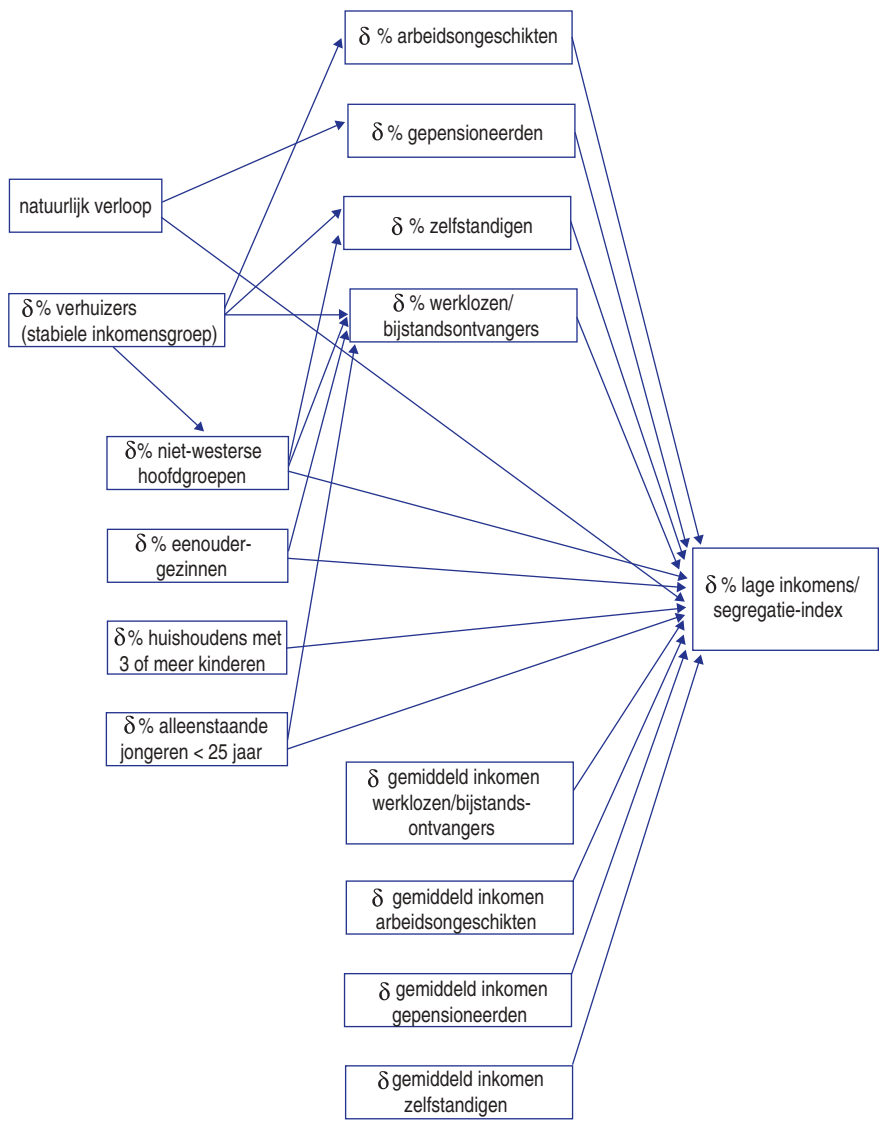 δ % arbeidsongeschikten
δ % gepensioneerden
natuurlijk verloop
δ % zelfstandigen
δ % verhuizers
(stabiele inkomensgroep)
δ % werklozen/
bijstandsontvangers
δ% niet-westerse
hoofdgroepen
δ % eenouder-
gezinnen
δ % lage inkomens/
segregatie-index
δ% huishoudens met
3 of meer kinderen
δ % alleenstaande
jongeren < 25 jaar
δ gemiddeld inkomen
werklozen/bijstands-
ontvangers
δ gemiddeld inkomen
arbeidsongeschikten
δ gemiddeld inkomen
gepensioneerden
δ gemiddeld inkomen
zelfstandigen